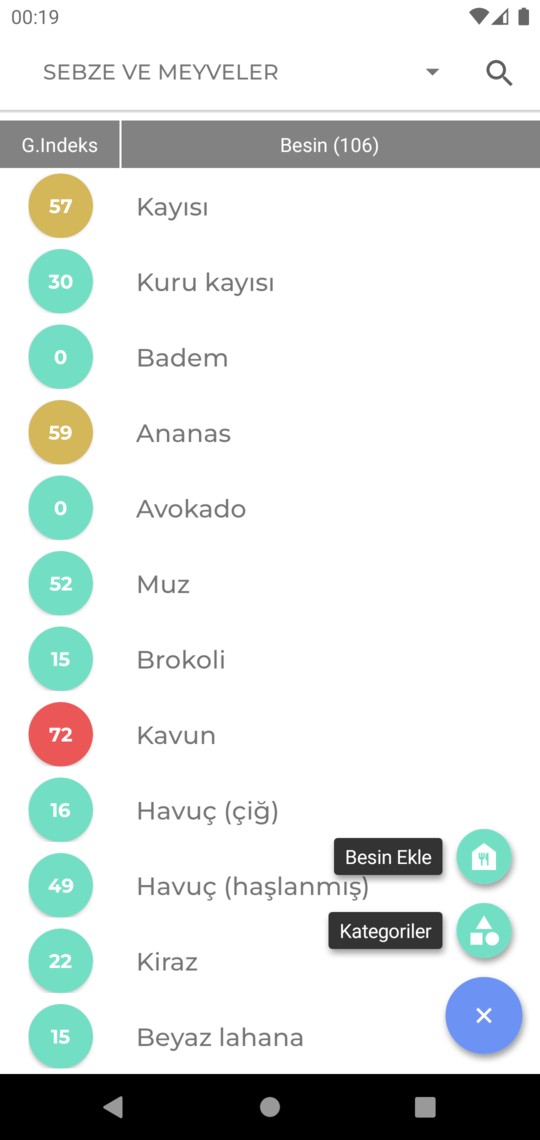 00:19
SEBZE VE MEYVELER
G.Indeks
Besin (106)
57 Kayısı
30 Kuru kayısı
0 Badem
59 Ananas
0 Avokado
52 Muz
15 Brokoli
72 Kavun
16 Havuç (çiğ)
Besin Ekle
49 Havuç (haşlanmış)
Kategoriler
22 Kiraz
15 Beyaz lahana